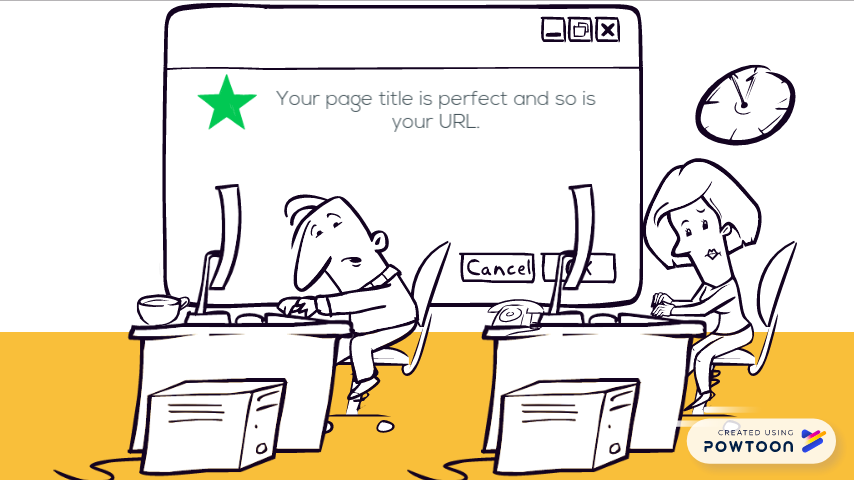 Your page title is perfect and so is
your URL.
Cancel
CREATED USING
POWTOON